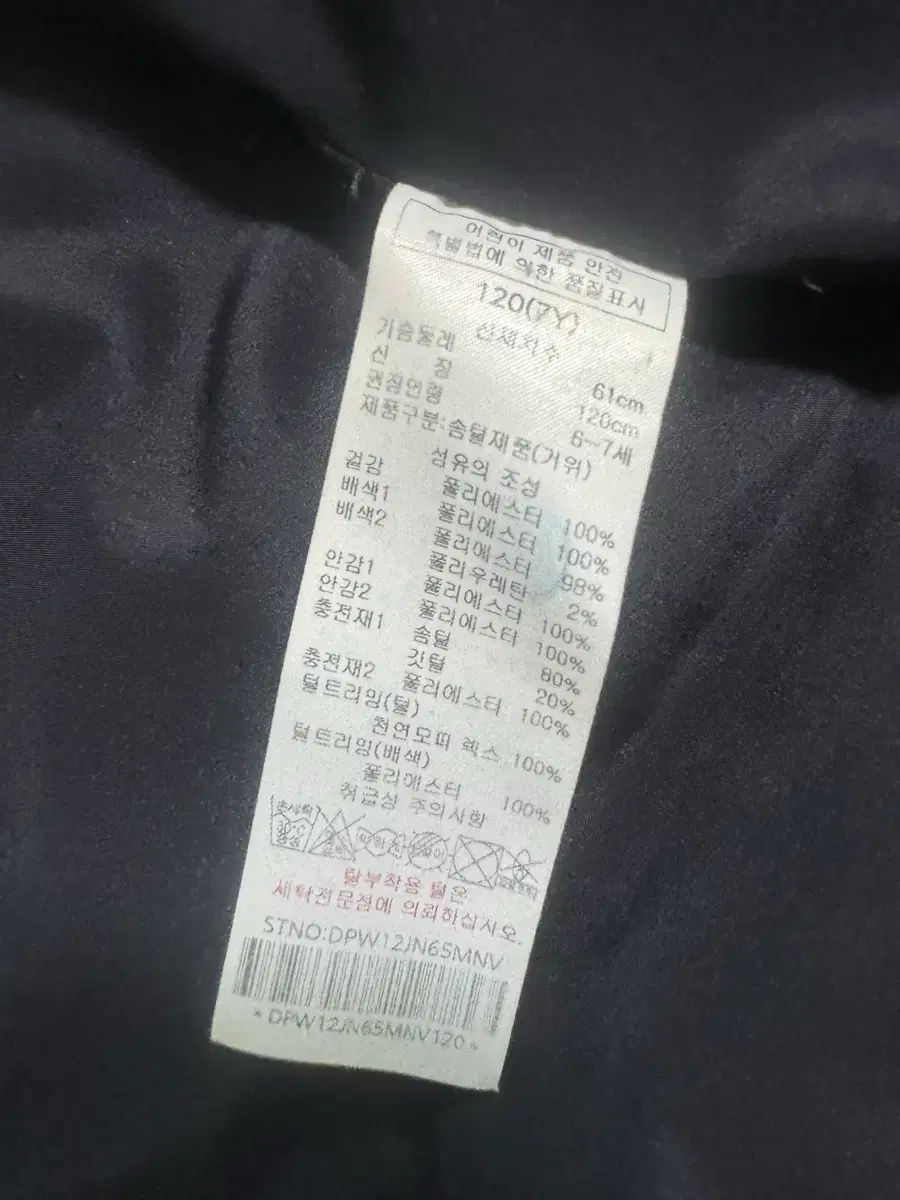 어린이 제품 안전
특별법에 의한 품질표시
120(7Y)
신체치수
가슴둘레 61cm
신 장 120cm
권장연령 6~7세
제품구분:솜털제품(거위)
섬유의 조성
겉감 폴리에스터 100%
배색1 폴리에스터 100%
배색2 폴리에스터 98%
폴리우레탄 2%
안감1 폴리에스터 100%
안감2 폴리에스터 100%
충전재1 솜털 80%
깃털 20%
충전재2 폴리에스터 100%
털트리밍(털)
천연모피 렉스 100%
털트리밍(배색)
폴리에스터 100%
취급상 주의사항
손세탁
30℃
중성
탈부착용 털은
세탁전문점에 의뢰하십시오.
STNO:DPW12JN65MNV
*DPW12JN65MNV120*